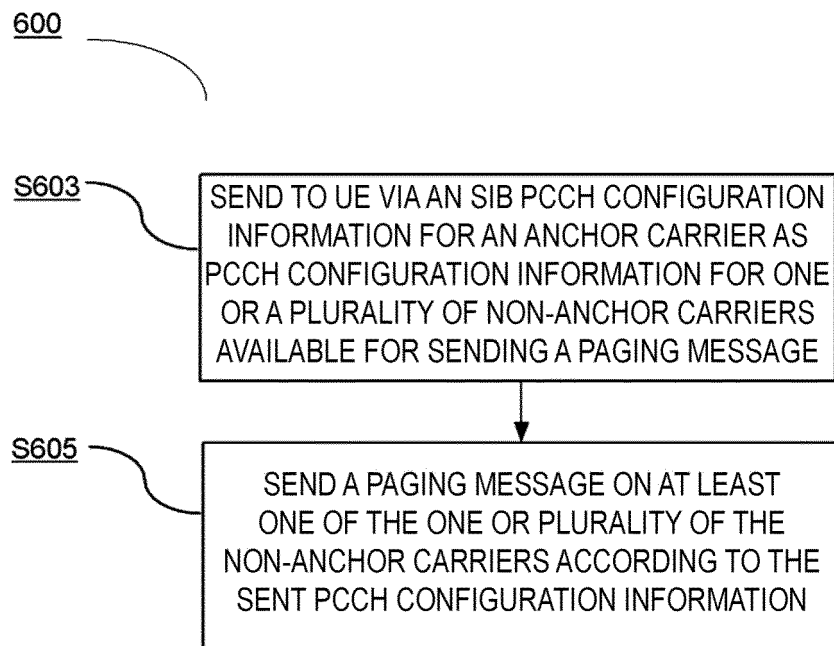 600
S603
SEND TO UE VIA AN SIB PCCH CONFIGURATION
INFORMATION FOR AN ANCHOR CARRIER AS
PCCH CONFIGURATION INFORMATION FOR ONE
OR A PLURALITY OF NON-ANCHOR CARRIERS
AVAILABLE FOR SENDING A PAGING MESSAGE
S605
SEND A PAGING MESSAGE ON AT LEAST
ONE OF THE ONE OR PLURALITY OF THE
NON-ANCHOR CARRIERS ACCORDING TO THE
SENT PCCH CONFIGURATION INFORMATION